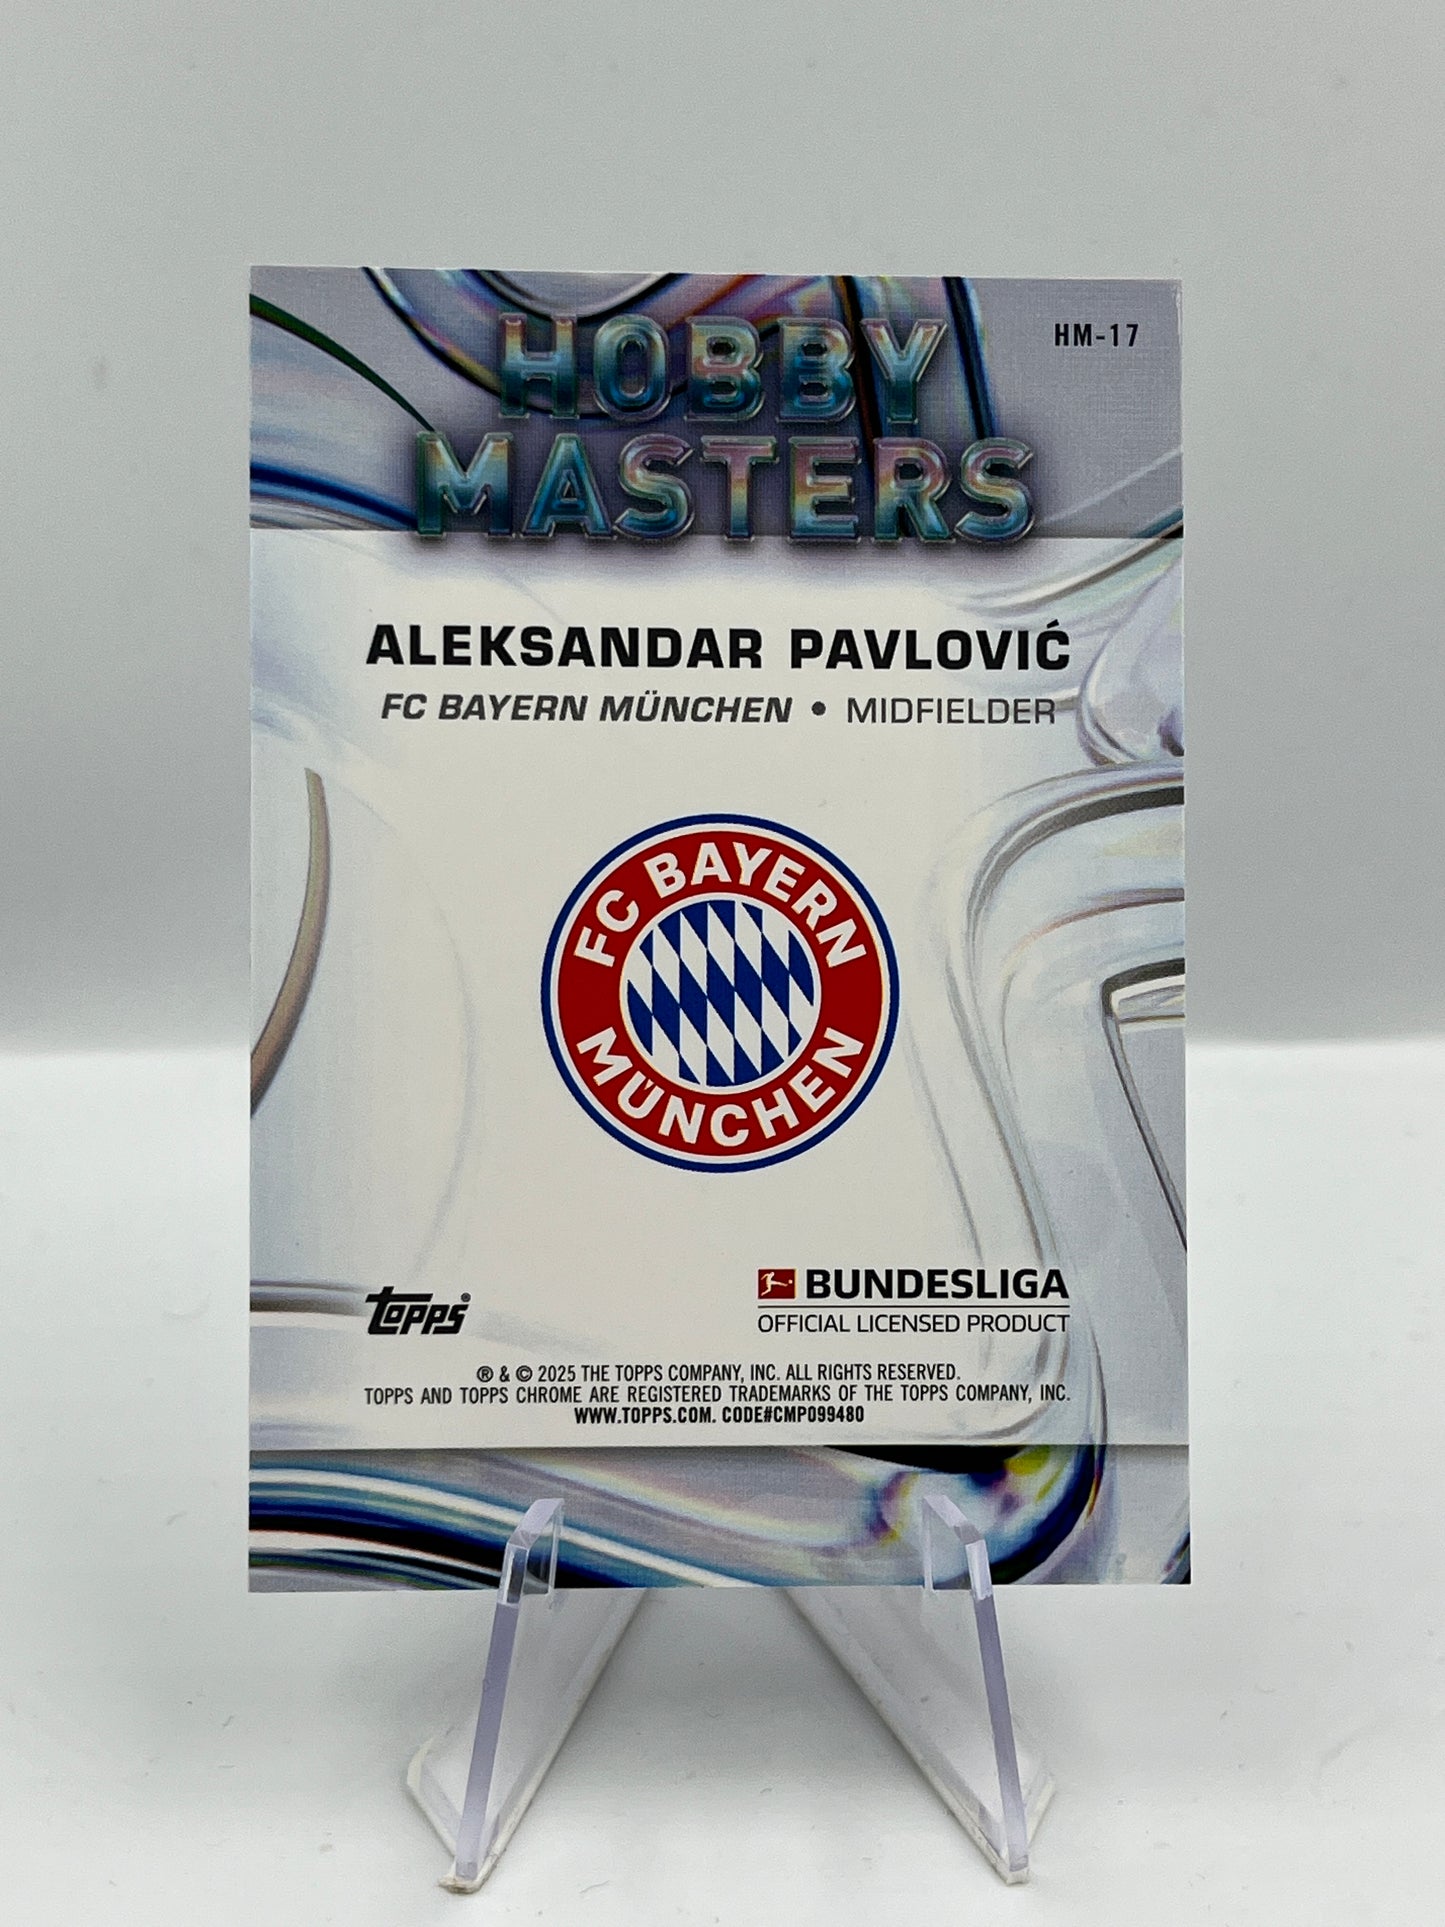 HM-17
HOBBY
MASTERS
ALEKSANDAR PAVLOVIĆ
FC BAYERN MÜNCHEN • MIDFIELDER
FC BAYERN
MÜNCHEN
topps®
BUNDESLIGA
OFFICIAL LICENSED PRODUCT
® & © 2025 THE TOPPS COMPANY, INC. ALL RIGHTS RESERVED.
TOPPS AND TOPPS CHROME ARE REGISTERED TRADEMARKS OF THE TOPPS COMPANY, INC.
WWW.TOPPS.COM. CODE#CMP099480